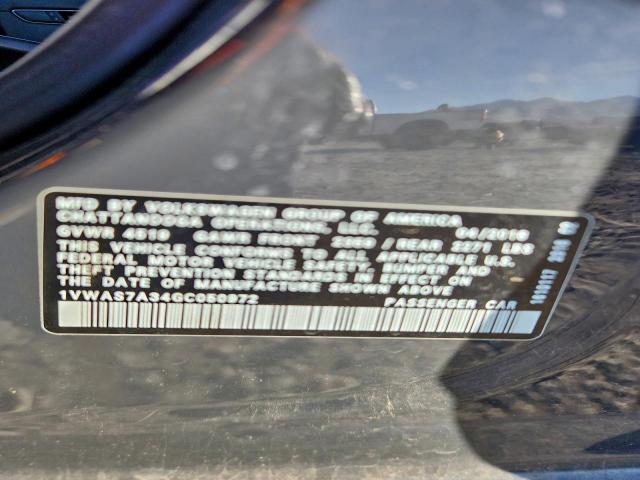 MFD BY VOLKSWAGEN GROUP OF AMERICA
CHATTANOOGA OPERATIONS, LLC. 04/2016
GVWR 4519 GAWR FRONT 2360 / REAR 2271 LBS
THIS VEHICLE CONFORMS TO ALL APPLICABLE U.S.
FEDERAL MOTOR VEHICLE SAFETY, BUMPER AND
THEFT PREVENTION STANDARDS IN EFFECT ON
THE DATE OF MANUFACTURE SHOWN ABOVE
1VWAS7A34GC050972 PASSENGER CAR